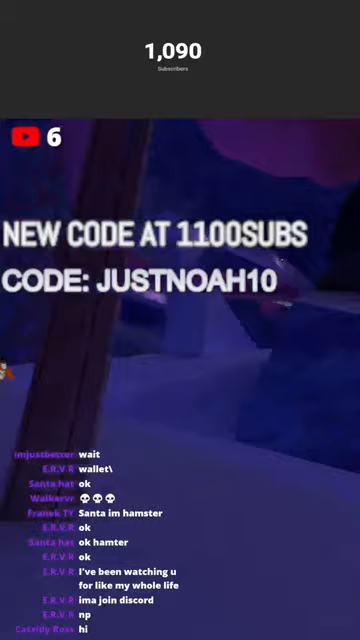 1,090
Subscribers
6
NEW CODE AT 1100SUBS
CODE: JUSTNOAH10
imjustbetter wait
E.R.V.R wallet\
Santa hat ok
Walkervr 💀💀💀
Franek TY Santa im hamster
E.R.V.R ok
Santa hat ok hamter
E.R.V.R ok
E.R.V.R I've been watching u
for like my whole life
E.R.V.R ima join discord
E.R.V.R np
Cassidy Ross hi